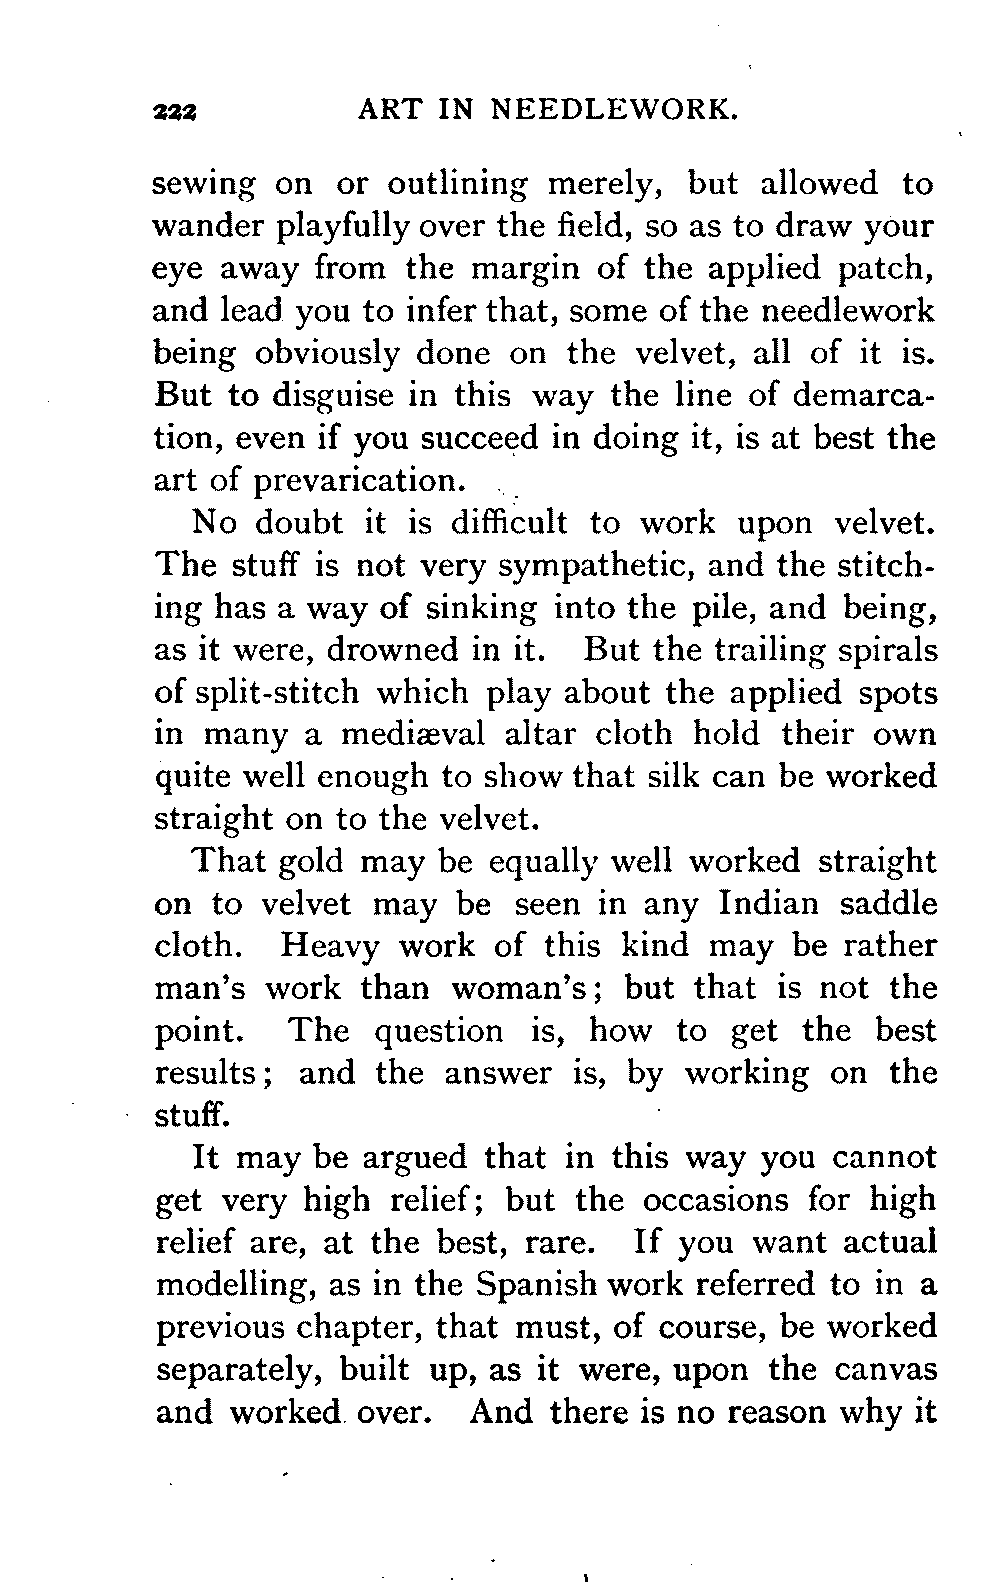 222 ART IN NEEDLEWORK.
sewing on or outlining merely, but allowed to
wander playfully over the field, so as to draw your
eye away from the margin of the applied patch,
and lead you to infer that, some of the needlework
being obviously done on the velvet, all of it is.
But to disguise in this way the line of demarca-
tion, even if you succeed in doing it, is at best the
art of prevarication.
No doubt it is difficult to work upon velvet.
The stuff is not very sympathetic, and the stitch-
ing has a way of sinking into the pile, and being,
as it were, drowned in it. But the trailing spirals
of split-stitch which play about the applied spots
in many a mediæval altar cloth hold their own
quite well enough to show that silk can be worked
straight on to the velvet.
That gold may be equally well worked straight
on to velvet may be seen in any Indian saddle
cloth. Heavy work of this kind may be rather
man's work than woman's; but that is not the
point. The question is, how to get the best
results; and the answer is, by working on the
stuff.
It may be argued that in this way you cannot
get very high relief; but the occasions for high
relief are, at the best, rare. If you want actual
modelling, as in the Spanish work referred to in a
previous chapter, that must, of course, be worked
separately, built up, as it were, upon the canvas
and worked over. And there is no reason why it